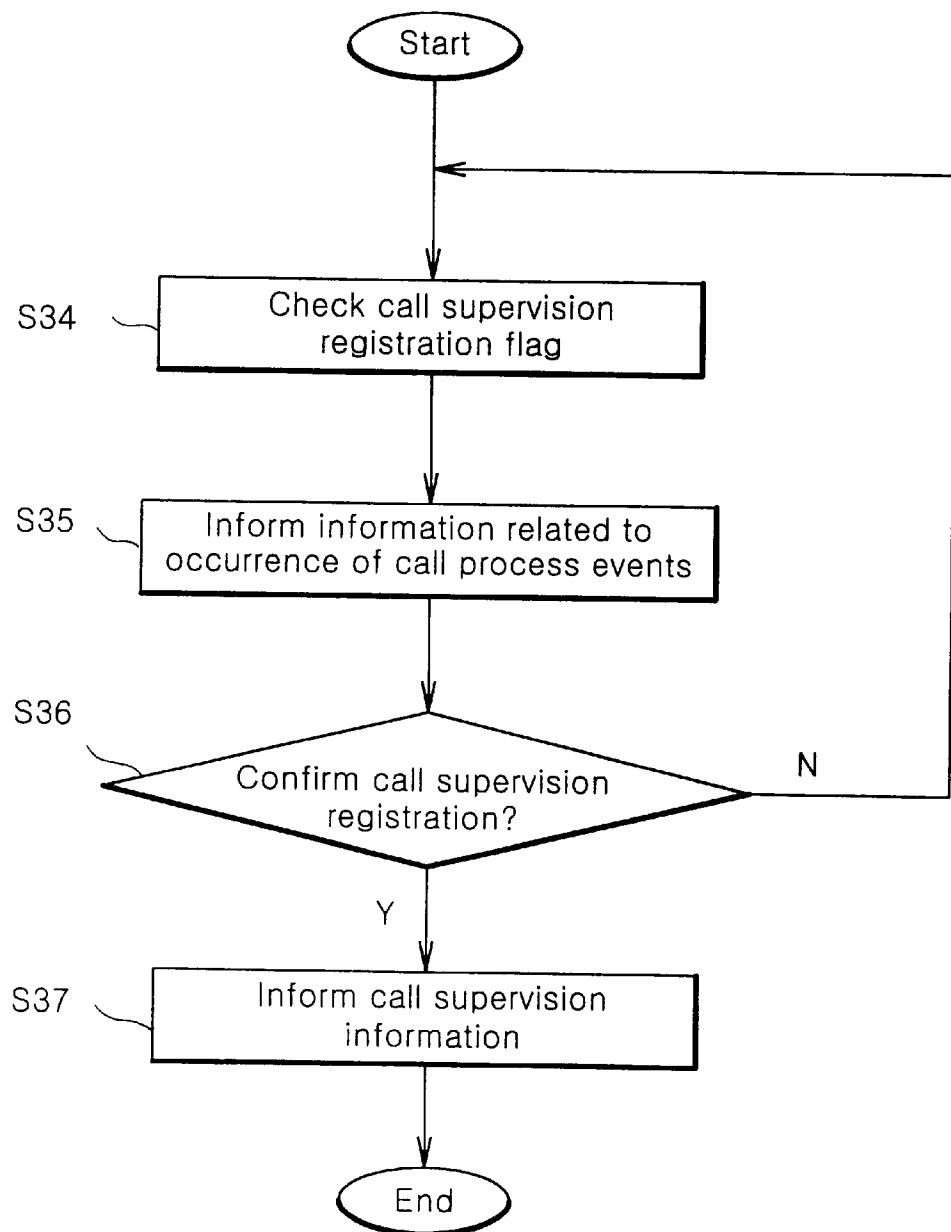 Start
S34
Check call supervision
registration flag
S35
Inform information related to
occurrence of call process events
S36
Confirm call supervision
registration?
N
Y
S37
Inform call supervision
information
End